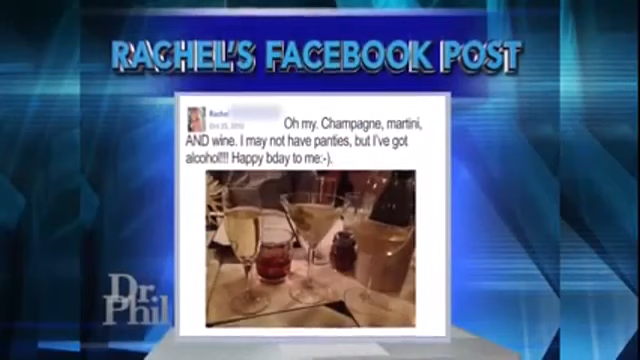 RACHEL'S FACEBOOK POST
Rachel
Oh my. Champagne, martini,
AND wine. I may not have panties, but I've got
alcohol!!! Happy bday to me:-).
Dr.
Phil